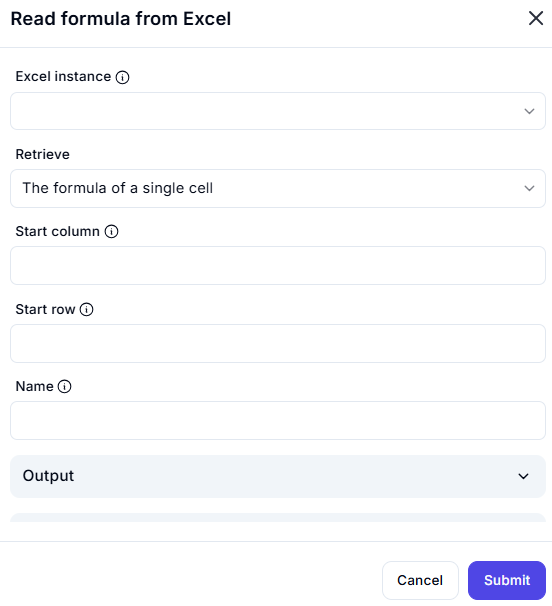 Read formula from Excel
Excel instance
Retrieve
The formula of a single cell
Start column
Start row
Name
Output
Cancel
Submit